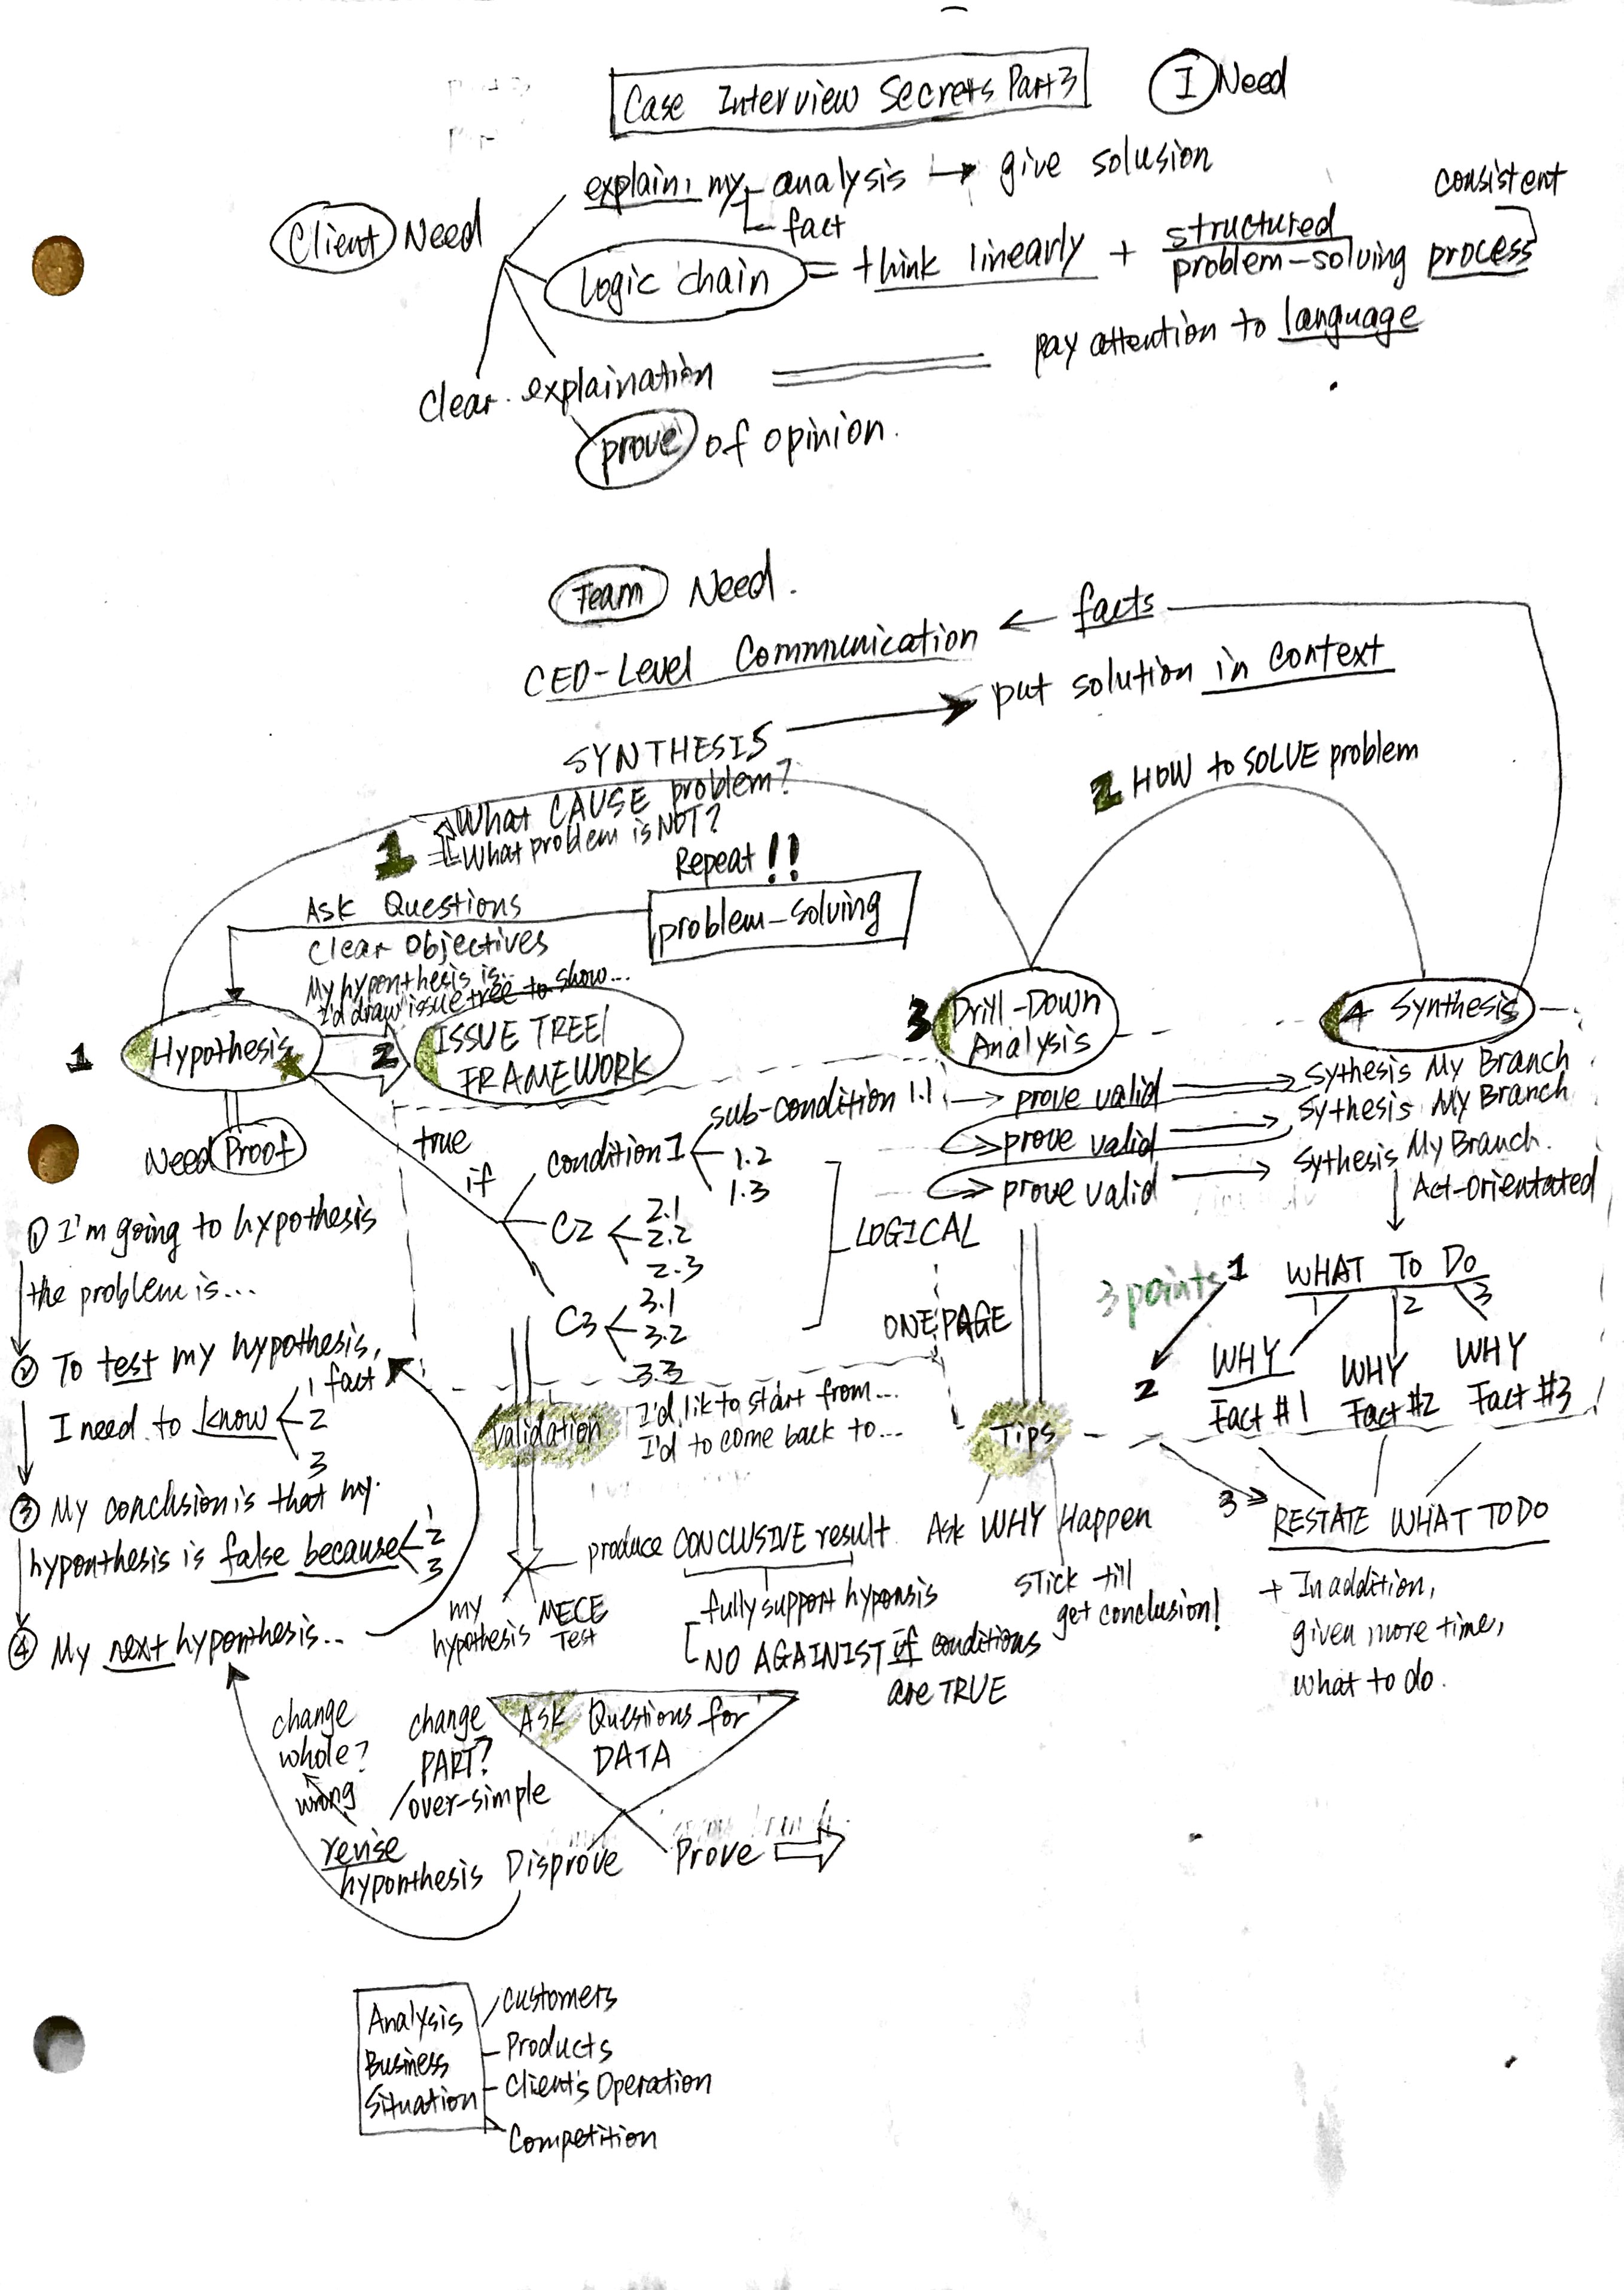 Case Interview Secrets Part 3
I Need
explain my analysis → give solusion
fact
consistent
Client Need
Logic chain = think linearly + structured
problem-solving process
pay attention to language
Clear explaination
prove of opinion.
Team Need.
CEO-Level Communication ← facts
SYNTHESIS → put solution in context
1 What CAUSE problem?
What problem is NOT?
2 HOW to SOLVE problem
Repeat !!
problem-solving
Ask Questions
Clear Objectives
My hyponthesis is...
I'd draw issue tree to show...
1 Hypothesis
2 ISSUE TREE/
FRAMEWORK
3 Drill-Down
Analysis
4 Synthesis
Need Proof
true
if
condition 1
sub-condition 1.1
1.2
1.3
C2
2.1
2.2
2.3
C3
3.1
3.2
3.3
LOGICAL
ONE PAGE
→ prove valid → Sythesis My Branch
prove valid → Sythesis My Branch
prove valid → Sythesis My Branch.
Act-orientated
3 points
1 WHAT TO DO
1 2 3
2
WHY
Fact #1
WHY
Fact #2
WHY
Fact #3
3 RESTATE WHAT TO DO
+ In addition,
given more time,
what to do.
① I'm going to hypothesis
the problem is...
② To test my hypothesis,
I need to know
1 fact
2
3
③ My conclusion is that my
hyponthesis is false because
1
2
3
④ My next hyponthesis...
Validation
I'd lik to start from...
I'd to come back to...
Tips
Ask WHY Happen
stick till
get conclusion!
produce CONCLUSIVE result
fully support hyponsis
NO AGAINIST if conditions
are TRUE
my
hypothesis
MECE
Test
Ask Questions for
DATA
change
whole?
wrong
change
PART?
over-simple
revise
hyponthesis
Disprove
Prove
Analysis
Business
Situation
Customers
Products
Client's Operation
Competition